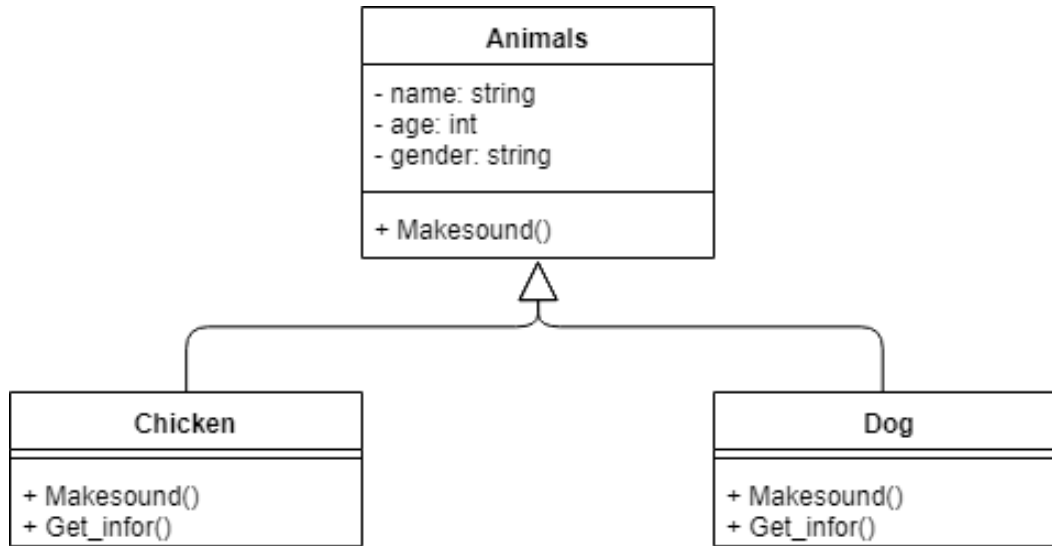 Animals
- name: string
- age: int
- gender: string
+ Makesound()
Chicken
+ Makesound()
+ Get_infor()
Dog
+ Makesound()
+ Get_infor()